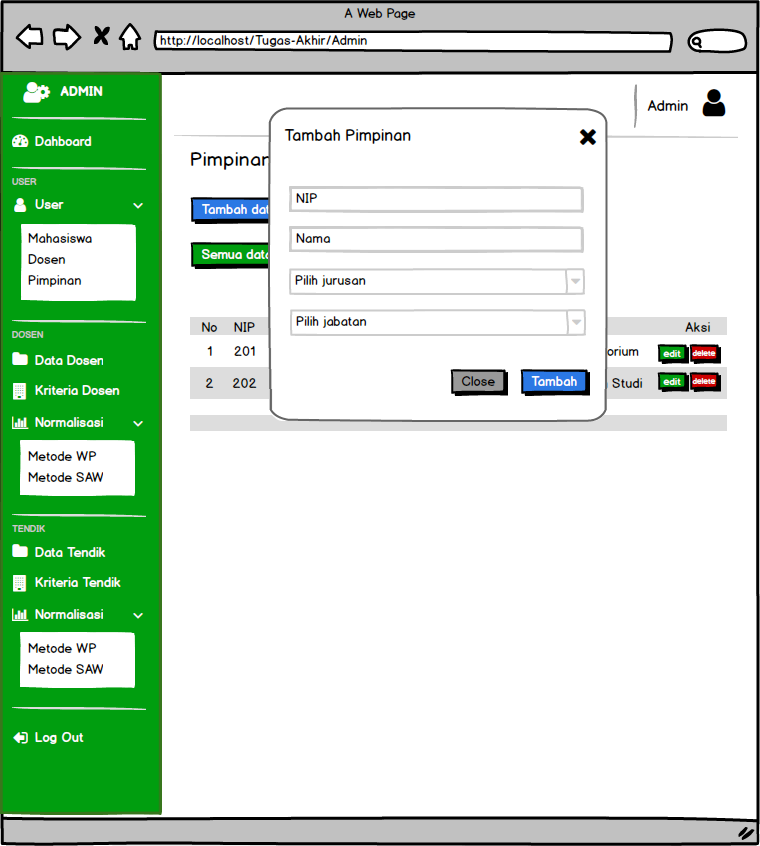 A Web Page
http://localhost/Tugas-Akhir/Admin
ADMIN
Dahboard
USER
User
Mahasiswa
Dosen
Pimpinan
DOSEN
Data Dosen
Kriteria Dosen
Normalisasi
Metode WP
Metode SAW
TENDIK
Data Tendik
Kriteria Tendik
Normalisasi
Metode WP
Metode SAW
Log Out
Admin
Pimpinan
Tambah dat
Semua data
No NIP Aksi
1 201 orium edit delete
2 202 Studi edit delete
Tambah Pimpinan
NIP
Nama
Pilih jurusan
Pilih jabatan
Close Tambah